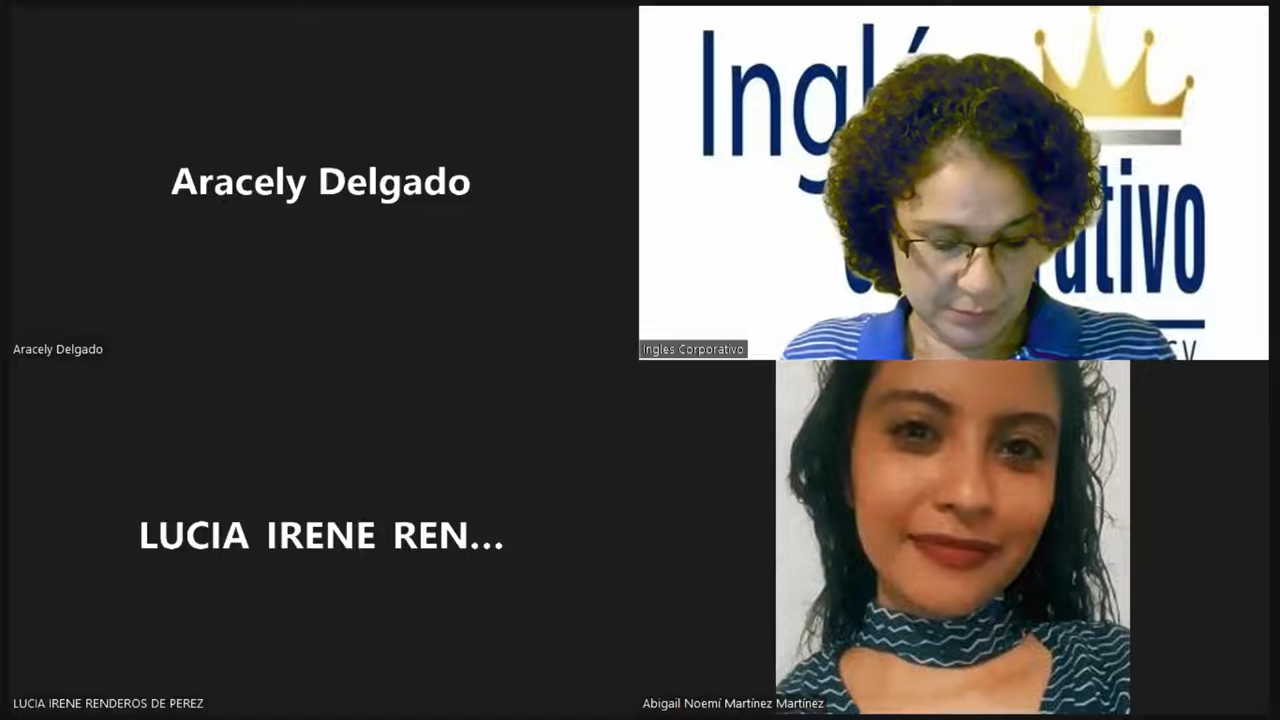 Aracely Delgado
Aracely Delgado
Inglé
tivo
Ingles Corporativo
LUCIA IRENE REN...
LUCIA IRENE RENDEROS DE PEREZ
Abigail Noemí Martínez Martínez